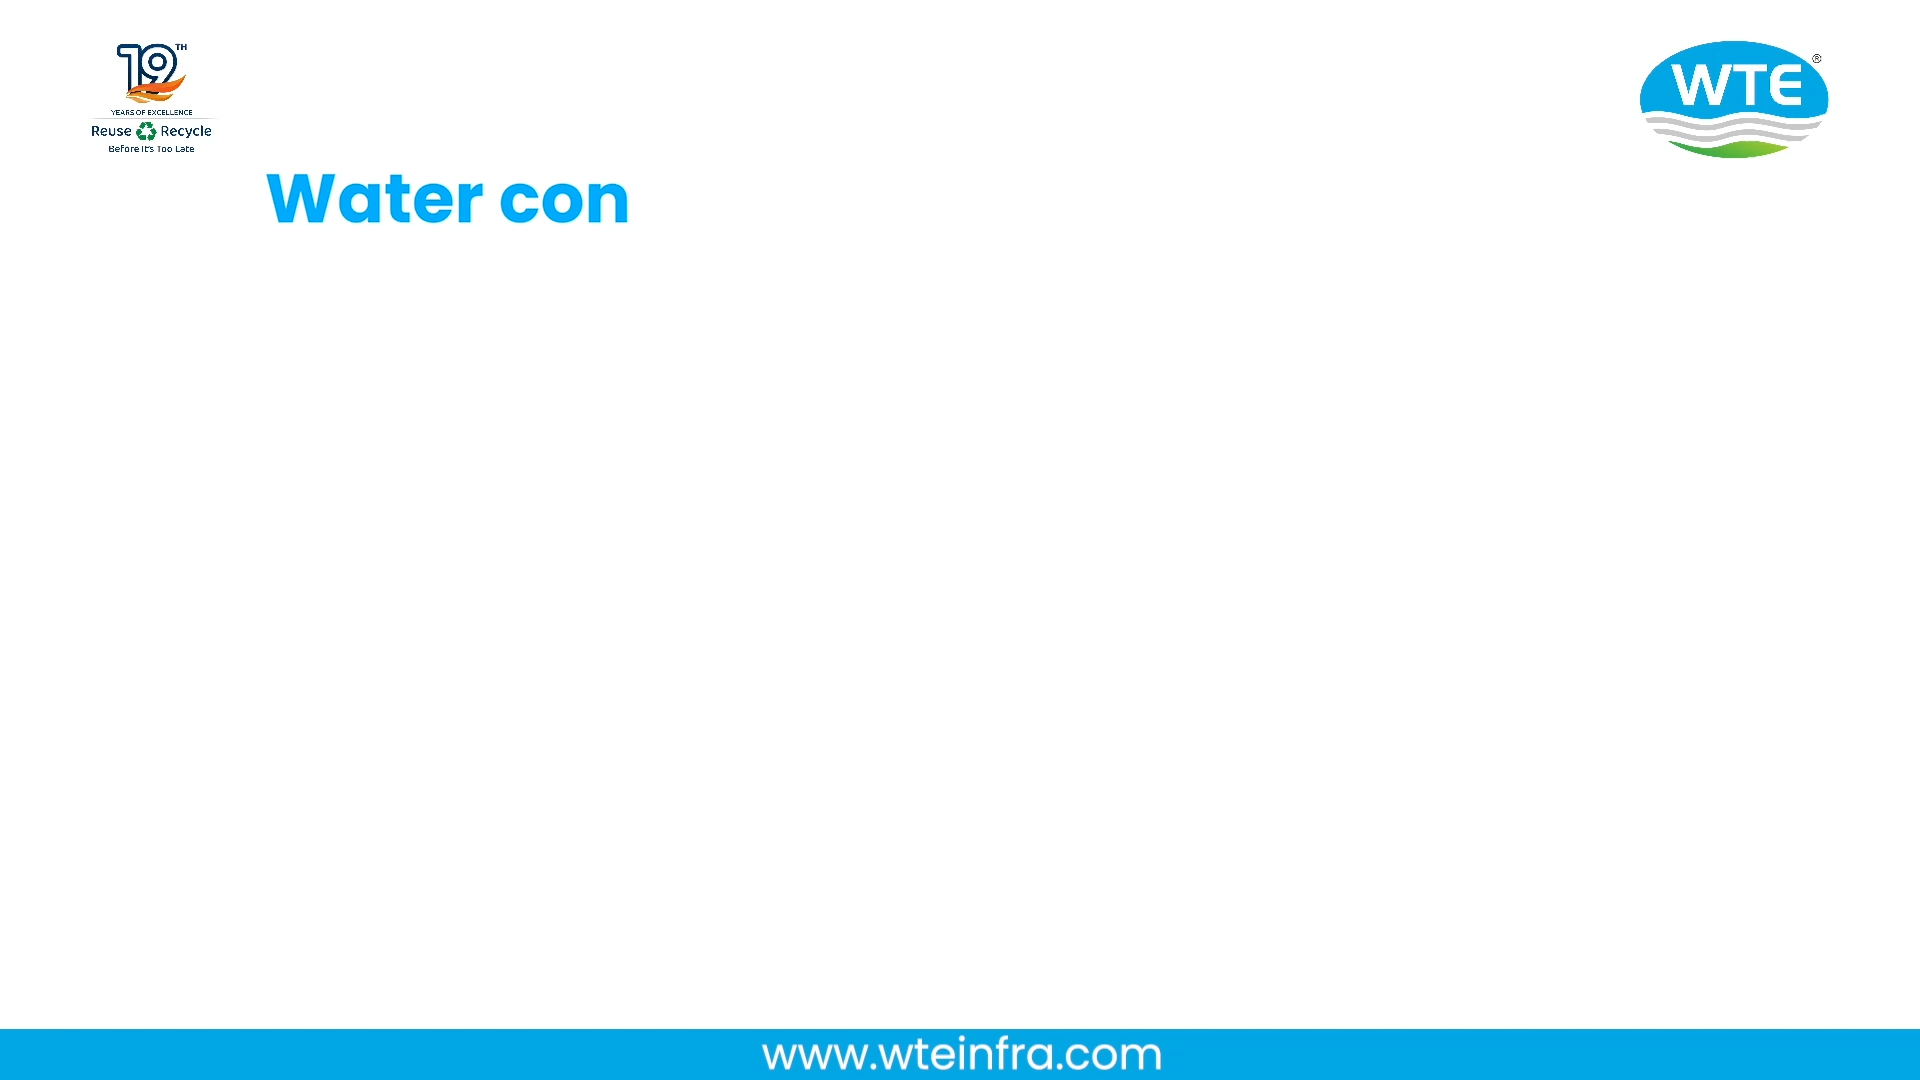 19TH
YEARS OF EXCELLENCE
Reuse Recycle
Before It's Too Late
WTE ®
Water con
www.wteinfra.com